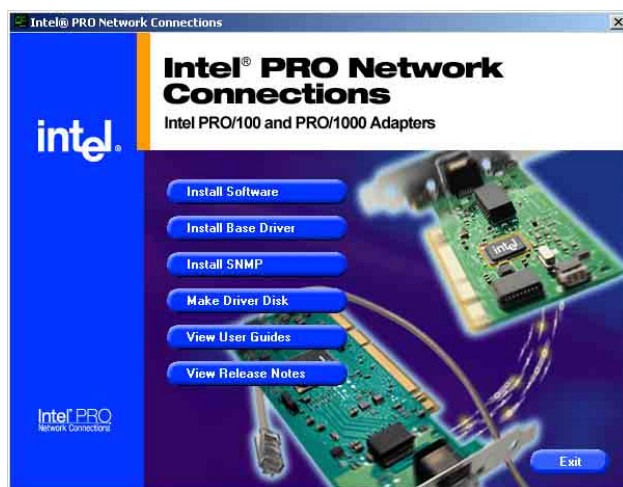 Intel® PRO Network Connections
Intel® PRO Network
Connections
Intel PRO/100 and PRO/1000 Adapters
intel.
Install Software
Install Base Driver
Install SNMP
Make Driver Disk
View User Guides
View Release Notes
intel
Intel® PRO
Network Connections
Exit